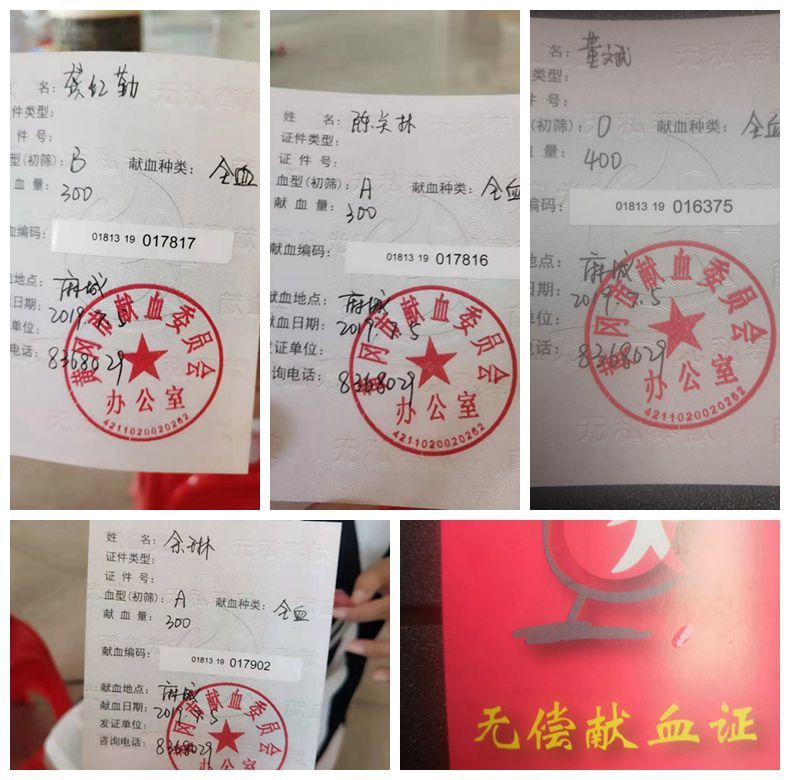 名：龚红勤
件类型：
件号：
型(初筛)：B 献血种类：全血
血量：300
血编码：01813 19 017817
血地点：麻城
日期：2019.7.5
单位：
电话：8368029
黄冈市献血委员会
办公室
4211020020262
姓名：陈关林
证件类型：
证件号：
血型(初筛)：A 献血种类：全血
献血量：300
献血编码：01813 19 017816
献血地点：麻城
献血日期：2019.7.5
发证单位：
咨询电话：8368029
黄冈市献血委员会
办公室
4211020020262
名：董斌
类型：
件号：
(初筛)：O 献血种类：全血
量：400
编码：01813 19 016375
地点：麻城
日期：2019.7.5
单位：
电话：8368029
黄冈市献血委员会
办公室
4211020020262
姓名：余琳
证件类型：
证件号：
血型(初筛)：A 献血种类：全血
献血量：300
献血编码：01813 19 017902
献血地点：麻城
献血日期：2019.7.5
发证单位：
咨询电话：8368029
冈市献血委员会
办公室
无偿献血证